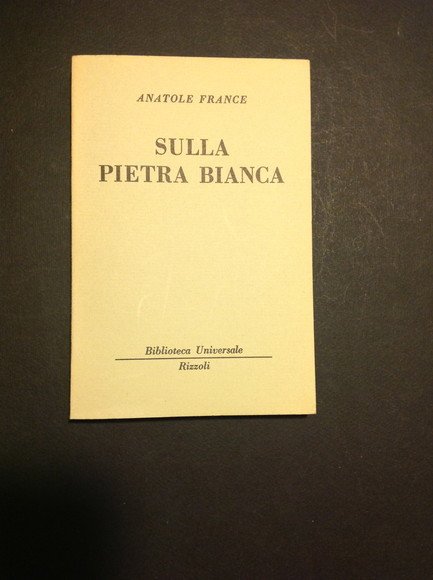 ANATOLE FRANCE
SULLA
PIETRA BIANCA
Biblioteca Universale
Rizzoli